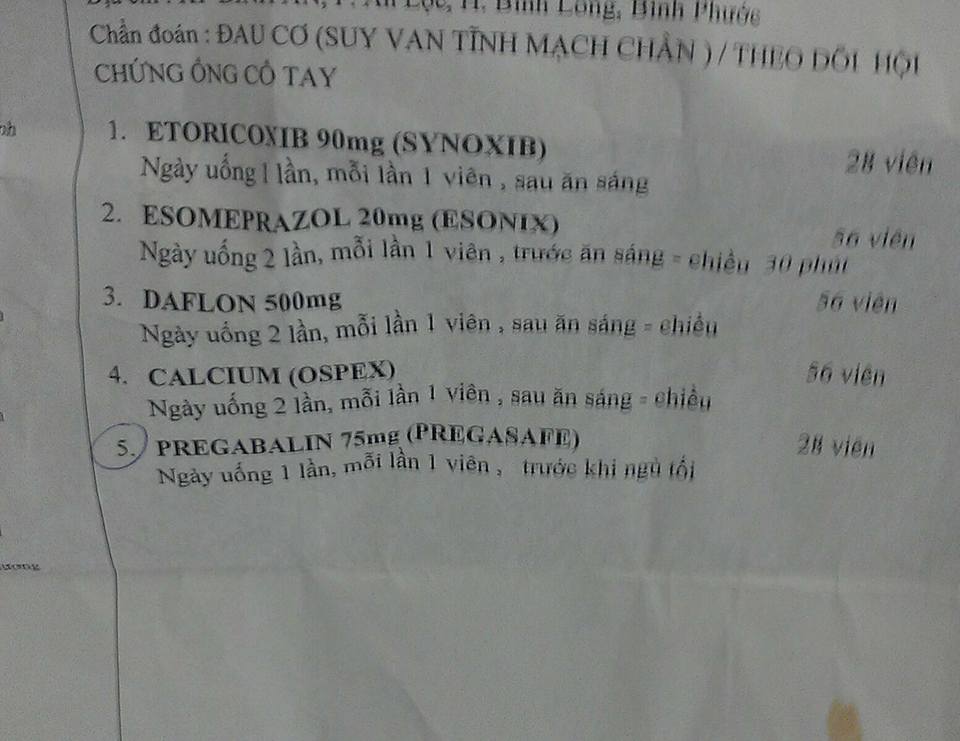 H. Bình Long, Bình Phước
Chẩn đoán : ĐAU CƠ (SUY VAN TĨNH MẠCH CHÂN ) / THEO DÕI HỘI
CHỨNG ỐNG CỔ TAY
1. ETORICOXIB 90mg (SYNOXIB) 28 viên
Ngày uống 1 lần, mỗi lần 1 viên , sau ăn sáng
2. ESOMEPRAZOL 20mg (ESONIX) 56 viên
Ngày uống 2 lần, mỗi lần 1 viên , trước ăn sáng - chiều 30 phút
3. DAFLON 500mg 56 viên
Ngày uống 2 lần, mỗi lần 1 viên , sau ăn sáng - chiều
4. CALCIUM (OSPEX) 56 viên
Ngày uống 2 lần, mỗi lần 1 viên , sau ăn sáng - chiều
5. PREGABALIN 75mg (PREGASAFE) 28 viên
Ngày uống 1 lần, mỗi lần 1 viên , trước khi ngủ tối